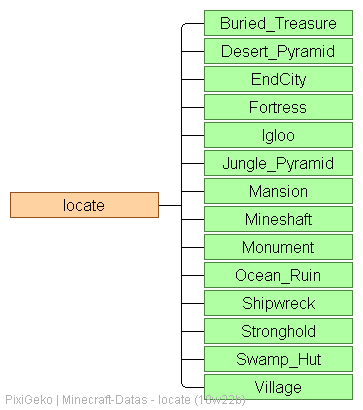 Buried_Treasure
Desert_Pyramid
EndCity
Fortress
Igloo
Jungle_Pyramid
Mansion
locate
Mineshaft
Monument
Ocean_Ruin
Shipwreck
Stronghold
Swamp_Hut
Village
PixiGeko | Minecraft-Datas - locate (19w22b)